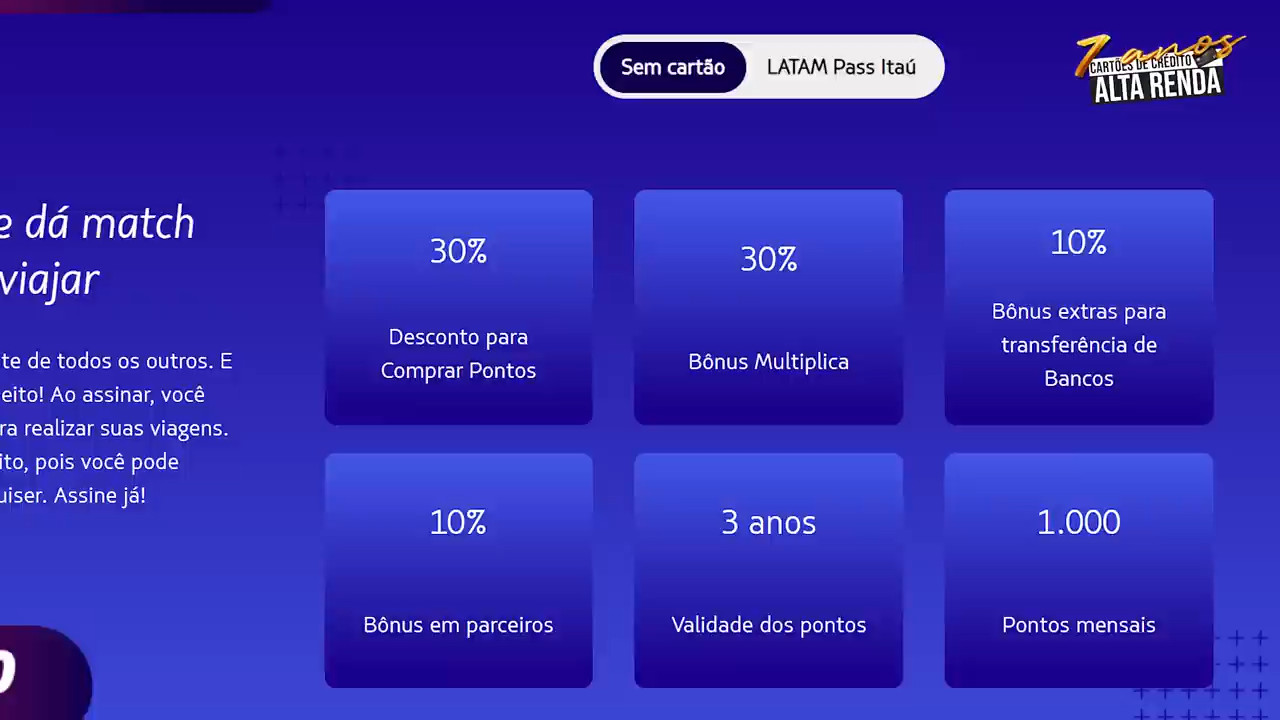 Sem cartão
LATAM Pass Itaú
7 anos
CARTÕES DE CRÉDITO
ALTA RENDA
e dá match
viajar
te de todos os outros. E
eito! Ao assinar, você
ra realizar suas viagens.
ito, pois você pode
uiser. Assine já!
30%
Desconto para
Comprar Pontos
30%
Bônus Multiplica
10%
Bônus extras para
transferência de
Bancos
10%
Bônus em parceiros
3 anos
Validade dos pontos
1.000
Pontos mensais